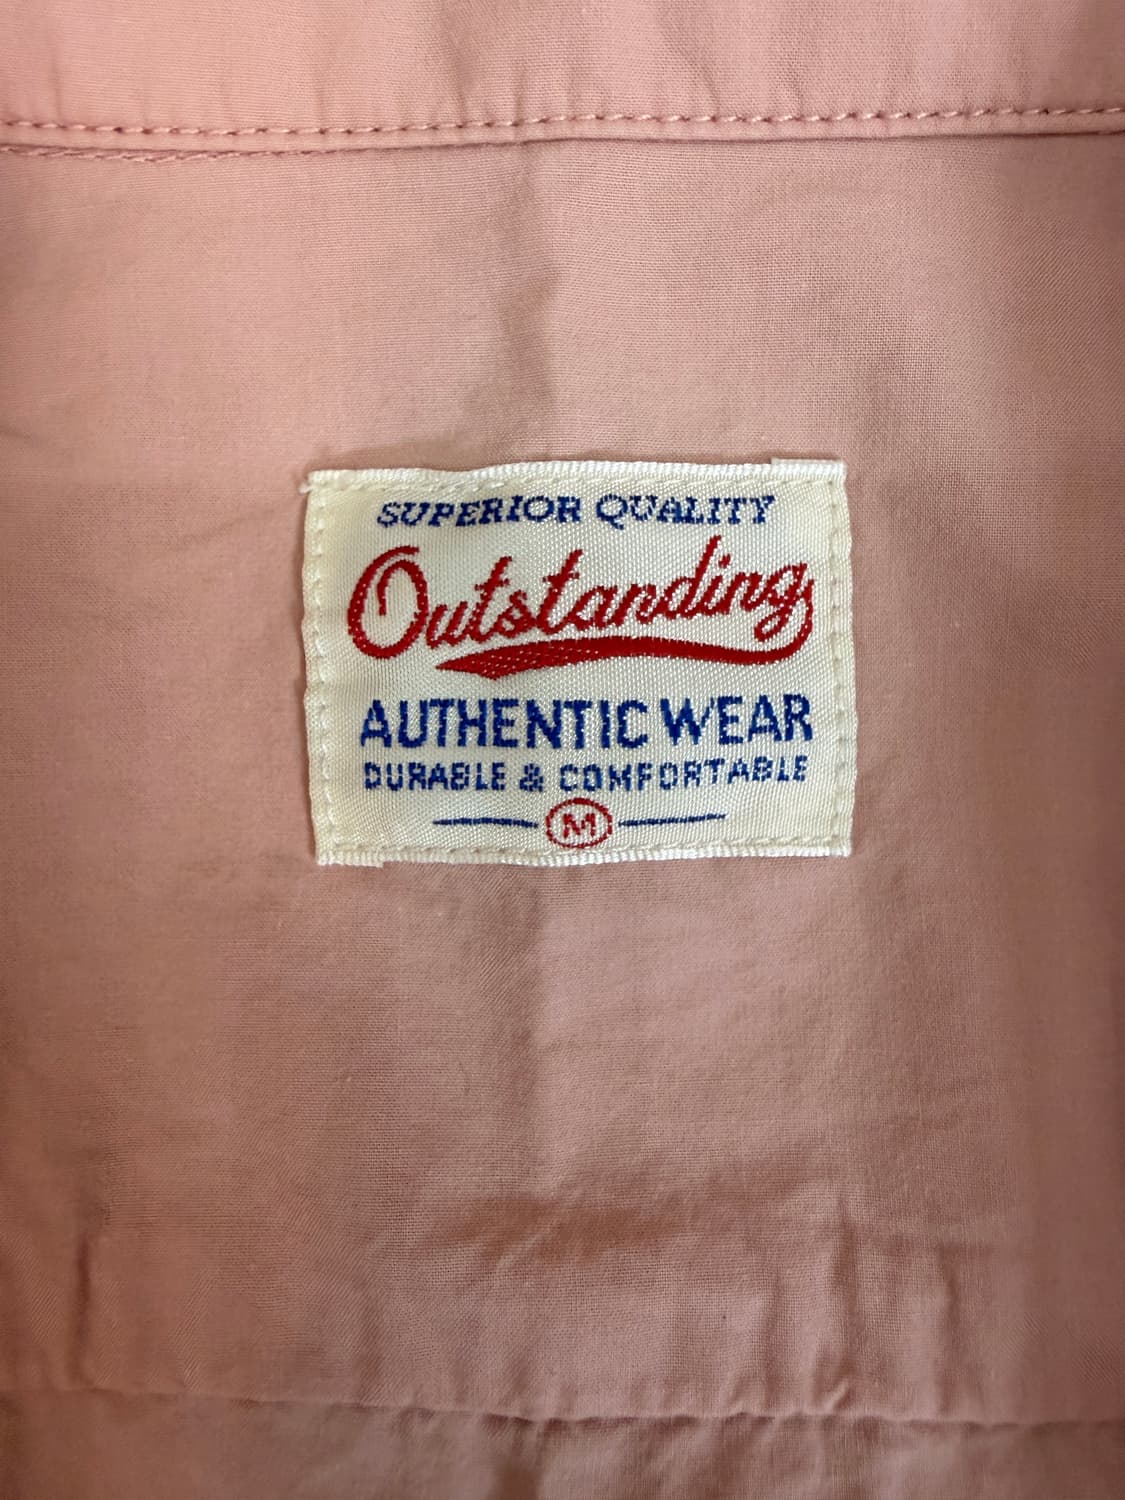 SUPERIOR QUALITY
Outstanding
AUTHENTIC WEAR
DURABLE & COMFORTABLE
M